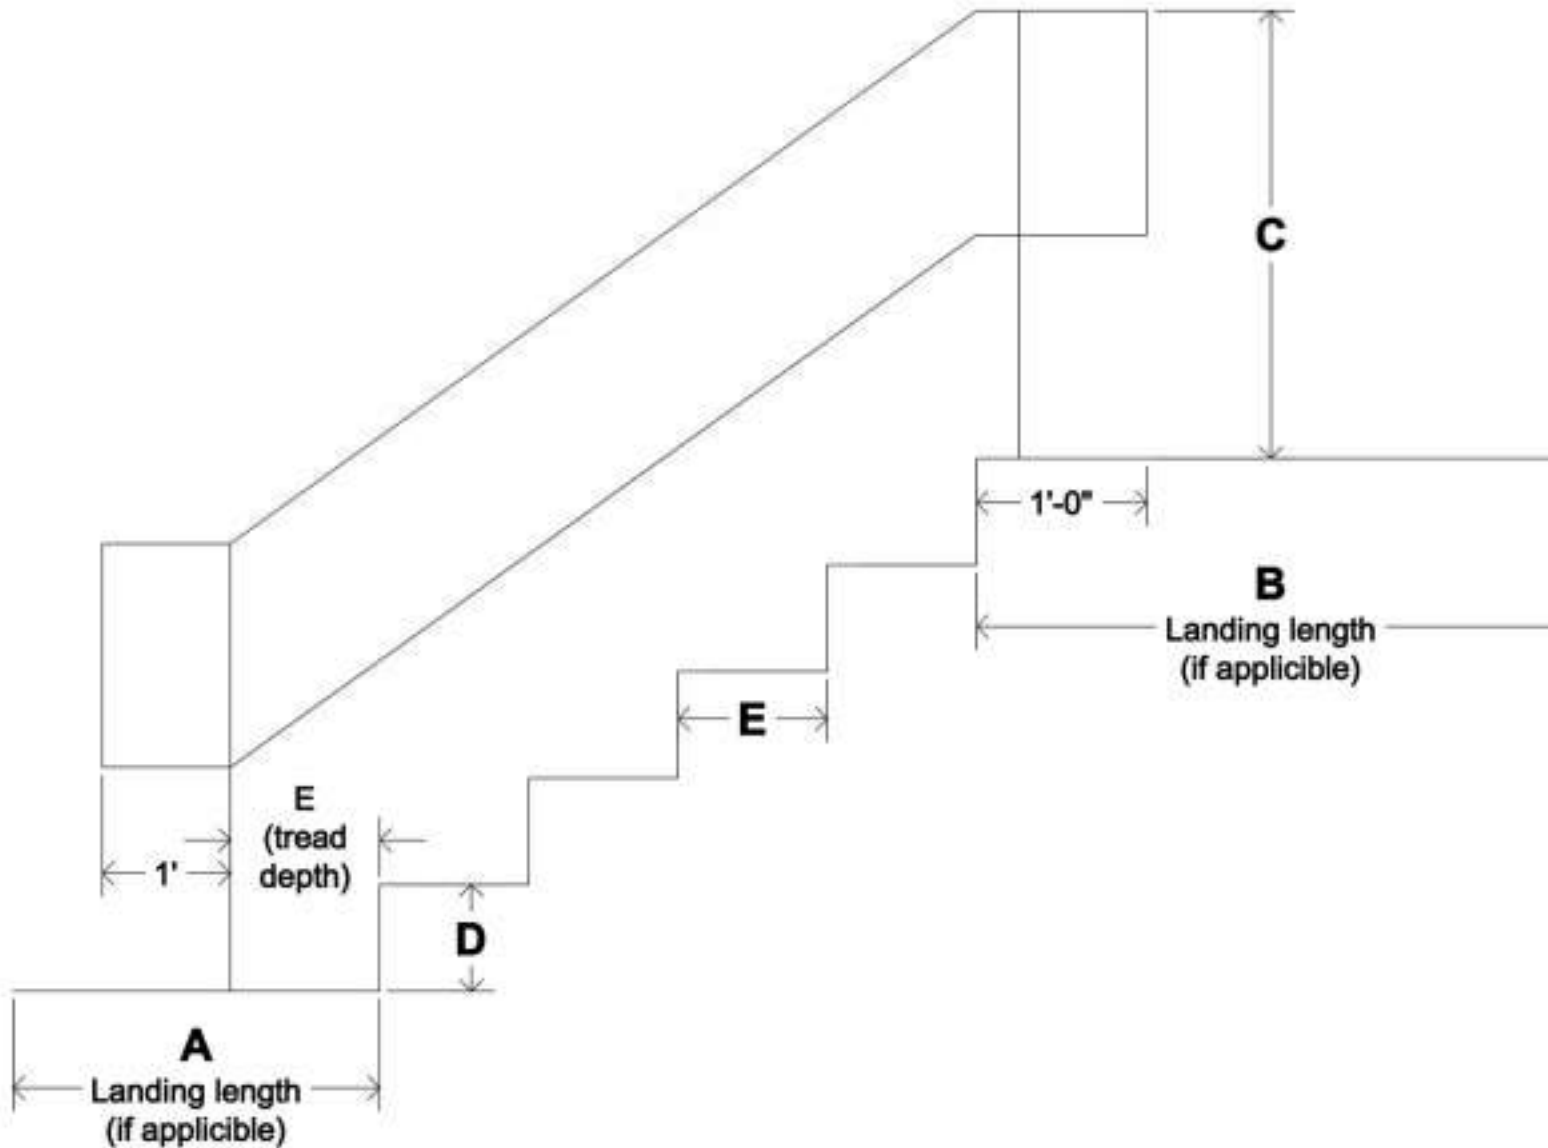 C
1'-0"
B
Landing length
(if applicible)
E
E
(tread
depth)
1'
D
A
Landing length
(if applicible)